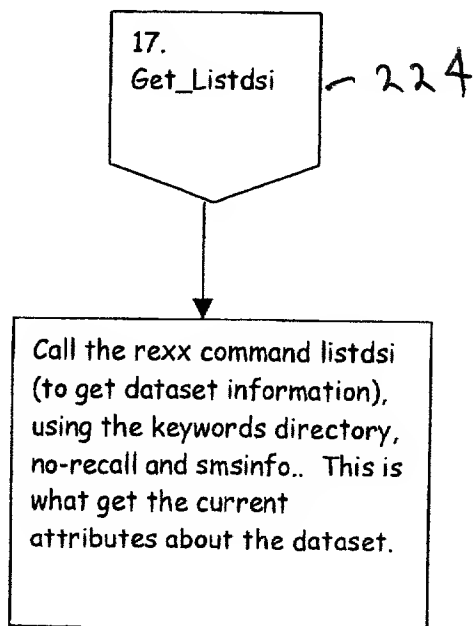 17.
Get_Listdsi
224
Call the rexx command listdsi
(to get dataset information),
using the keywords directory,
no-recall and smsinfo.. This is
what get the current
attributes about the dataset.